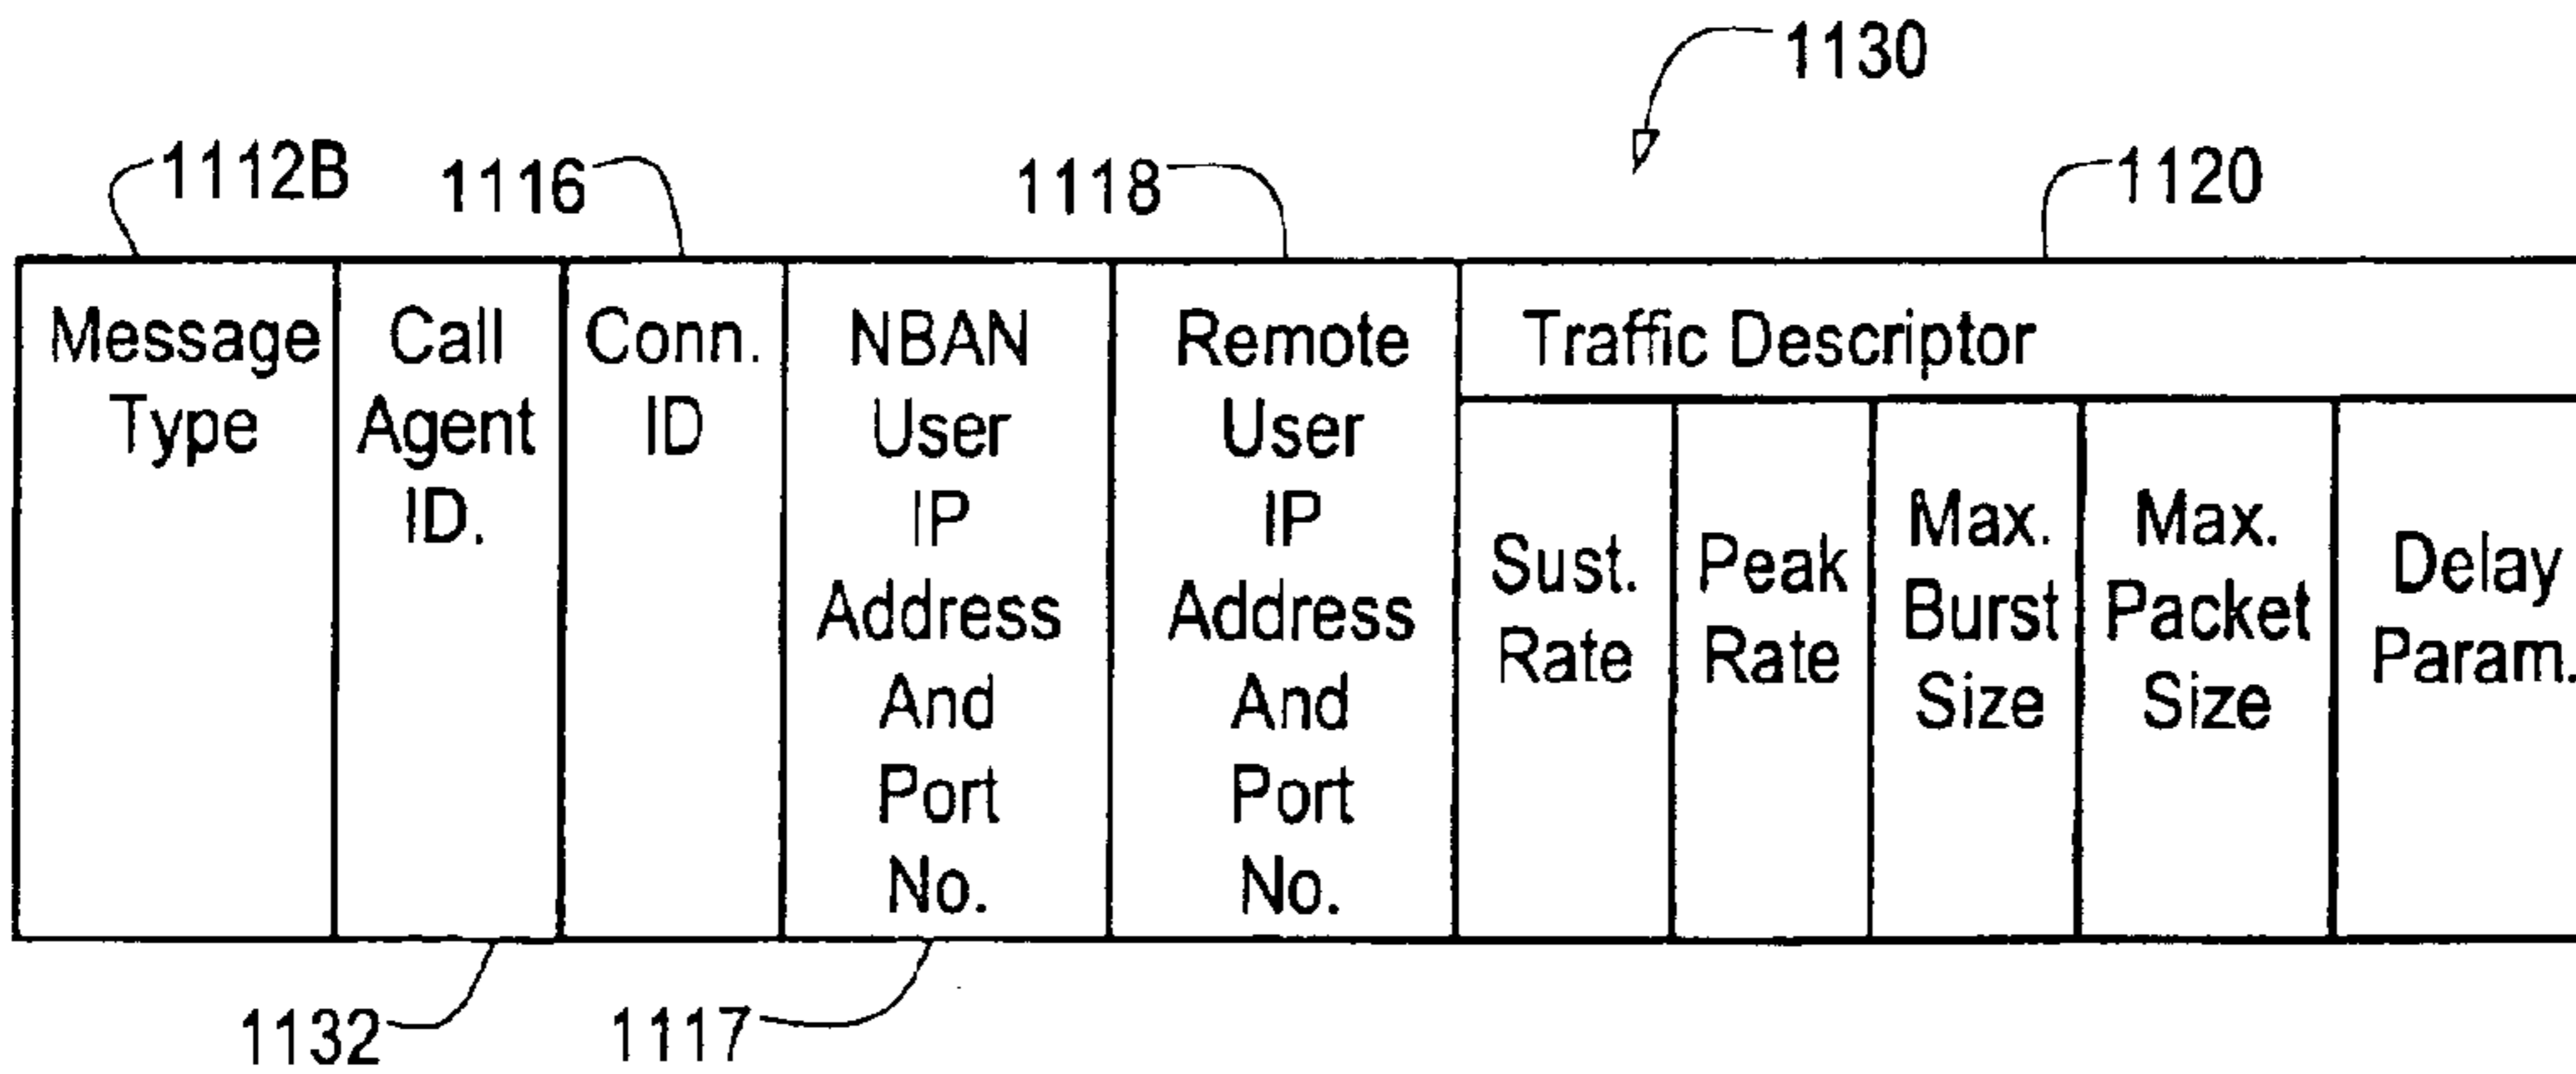 1130
1112B
1116
1118
1120
Message
Type
Call
Agent
ID.
Conn.
ID
NBAN
User
IP
Address
And
Port
No.
Remote
User
IP
Address
And
Port
No.
Traffic Descriptor
Sust.
Rate
Peak
Rate
Max.
Burst
Size
Max.
Packet
Size
Delay
Param.
1132
1117